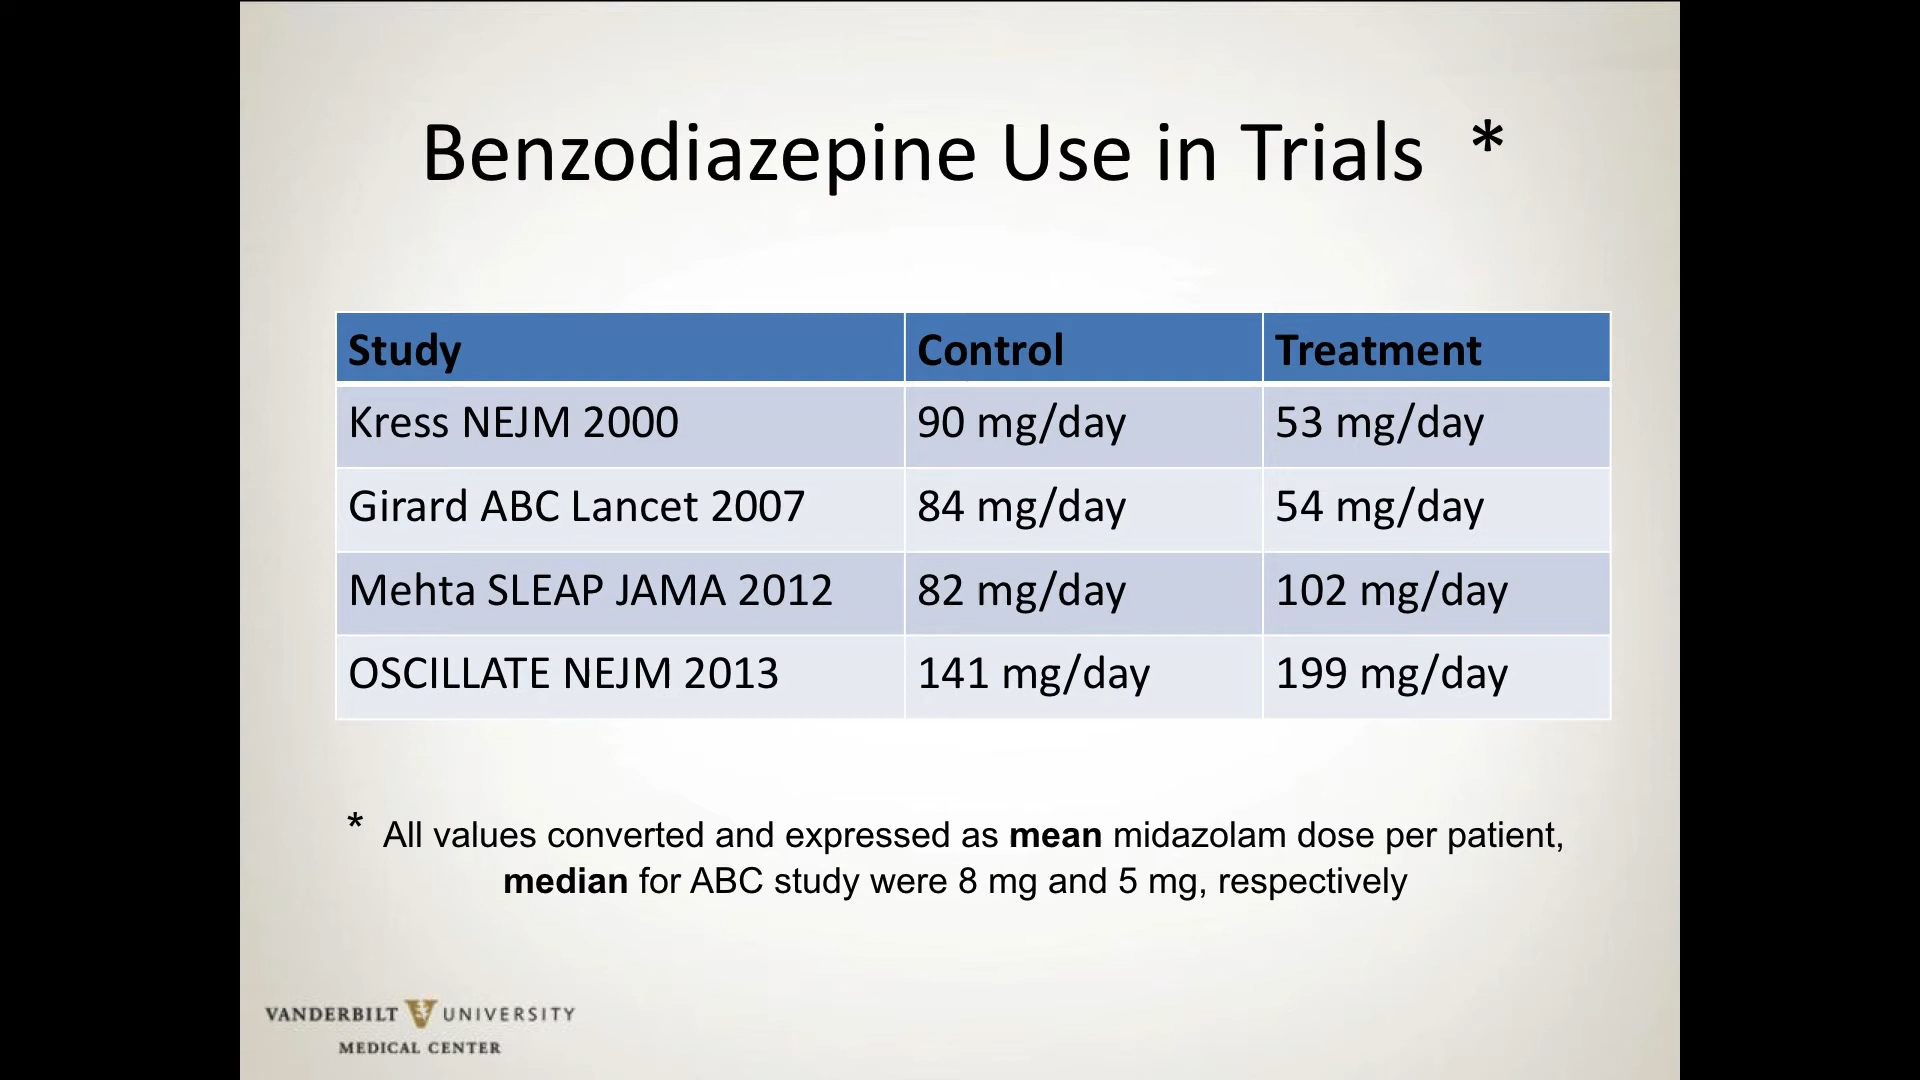 Benzodiazepine Use in Trials *
Study Control Treatment
Kress NEJM 2000 90 mg/day 53 mg/day
Girard ABC Lancet 2007 84 mg/day 54 mg/day
Mehta SLEAP JAMA 2012 82 mg/day 102 mg/day
OSCILLATE NEJM 2013 141 mg/day 199 mg/day
* All values converted and expressed as mean midazolam dose per patient,
median for ABC study were 8 mg and 5 mg, respectively
VANDERBILT UNIVERSITY
MEDICAL CENTER